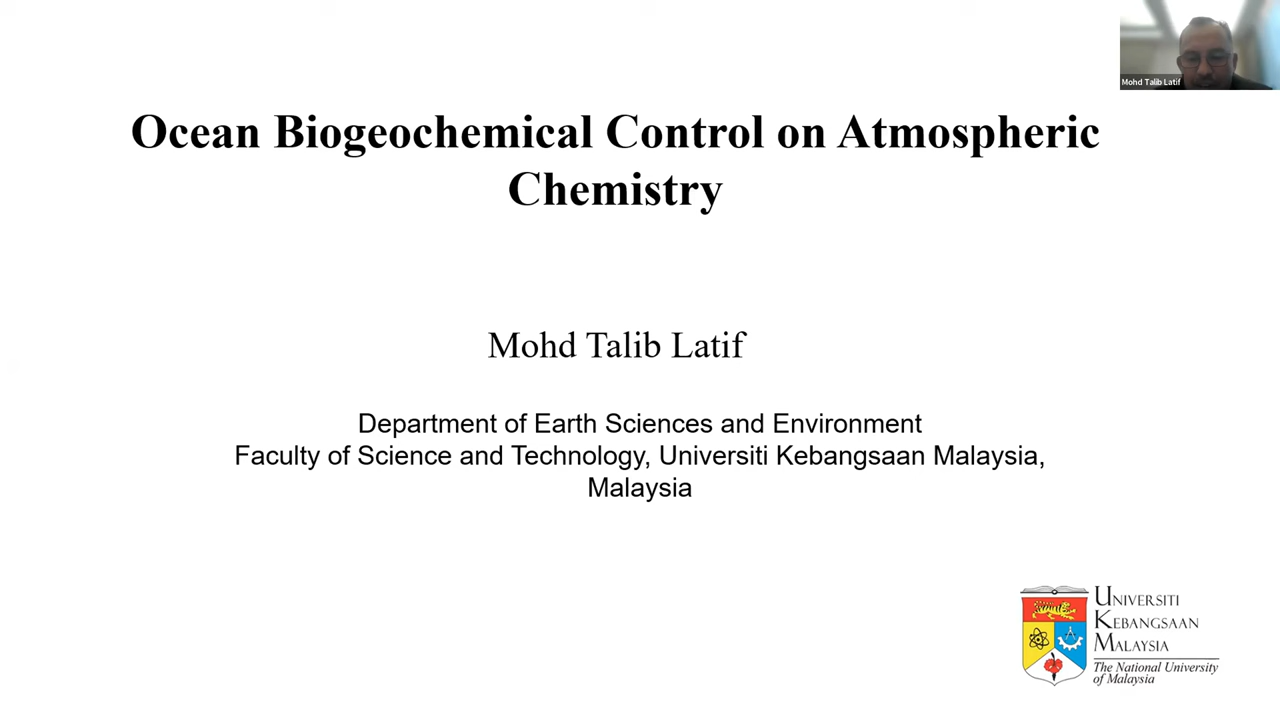 Mohd Talib Latif
Ocean Biogeochemical Control on Atmospheric
Chemistry
Mohd Talib Latif
Department of Earth Sciences and Environment
Faculty of Science and Technology, Universiti Kebangsaan Malaysia,
Malaysia
UNIVERSITI
KEBANGSAAN
MALAYSIA
The National University
of Malaysia